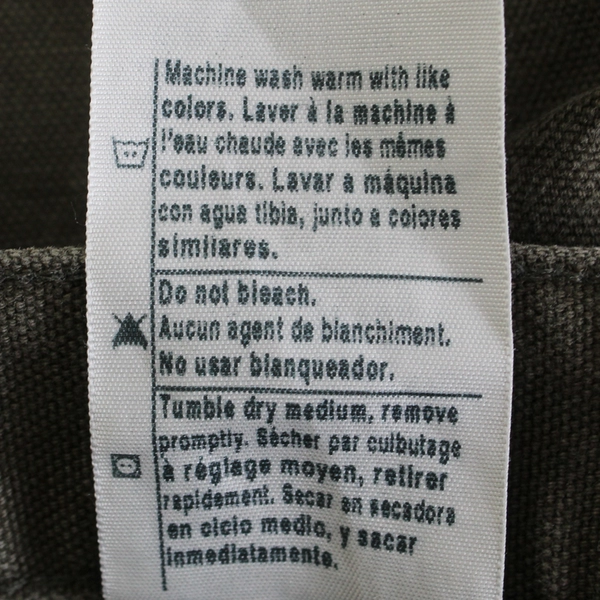 Machine wash warm with like
colors. Laver à la machine à
l'eau chaude avec les mêmes
couleurs. Lavar a máquina
con agua tibia, junto a colores
similares.
Do not bleach.
Aucun agent de blanchiment.
No usar blanqueador.
Tumble dry medium, remove
promptly. Sécher par culbutage
à réglage moyen, retirer
rapidement. Secar en secadora
en ciclo medio, y sacar
inmediatamente.